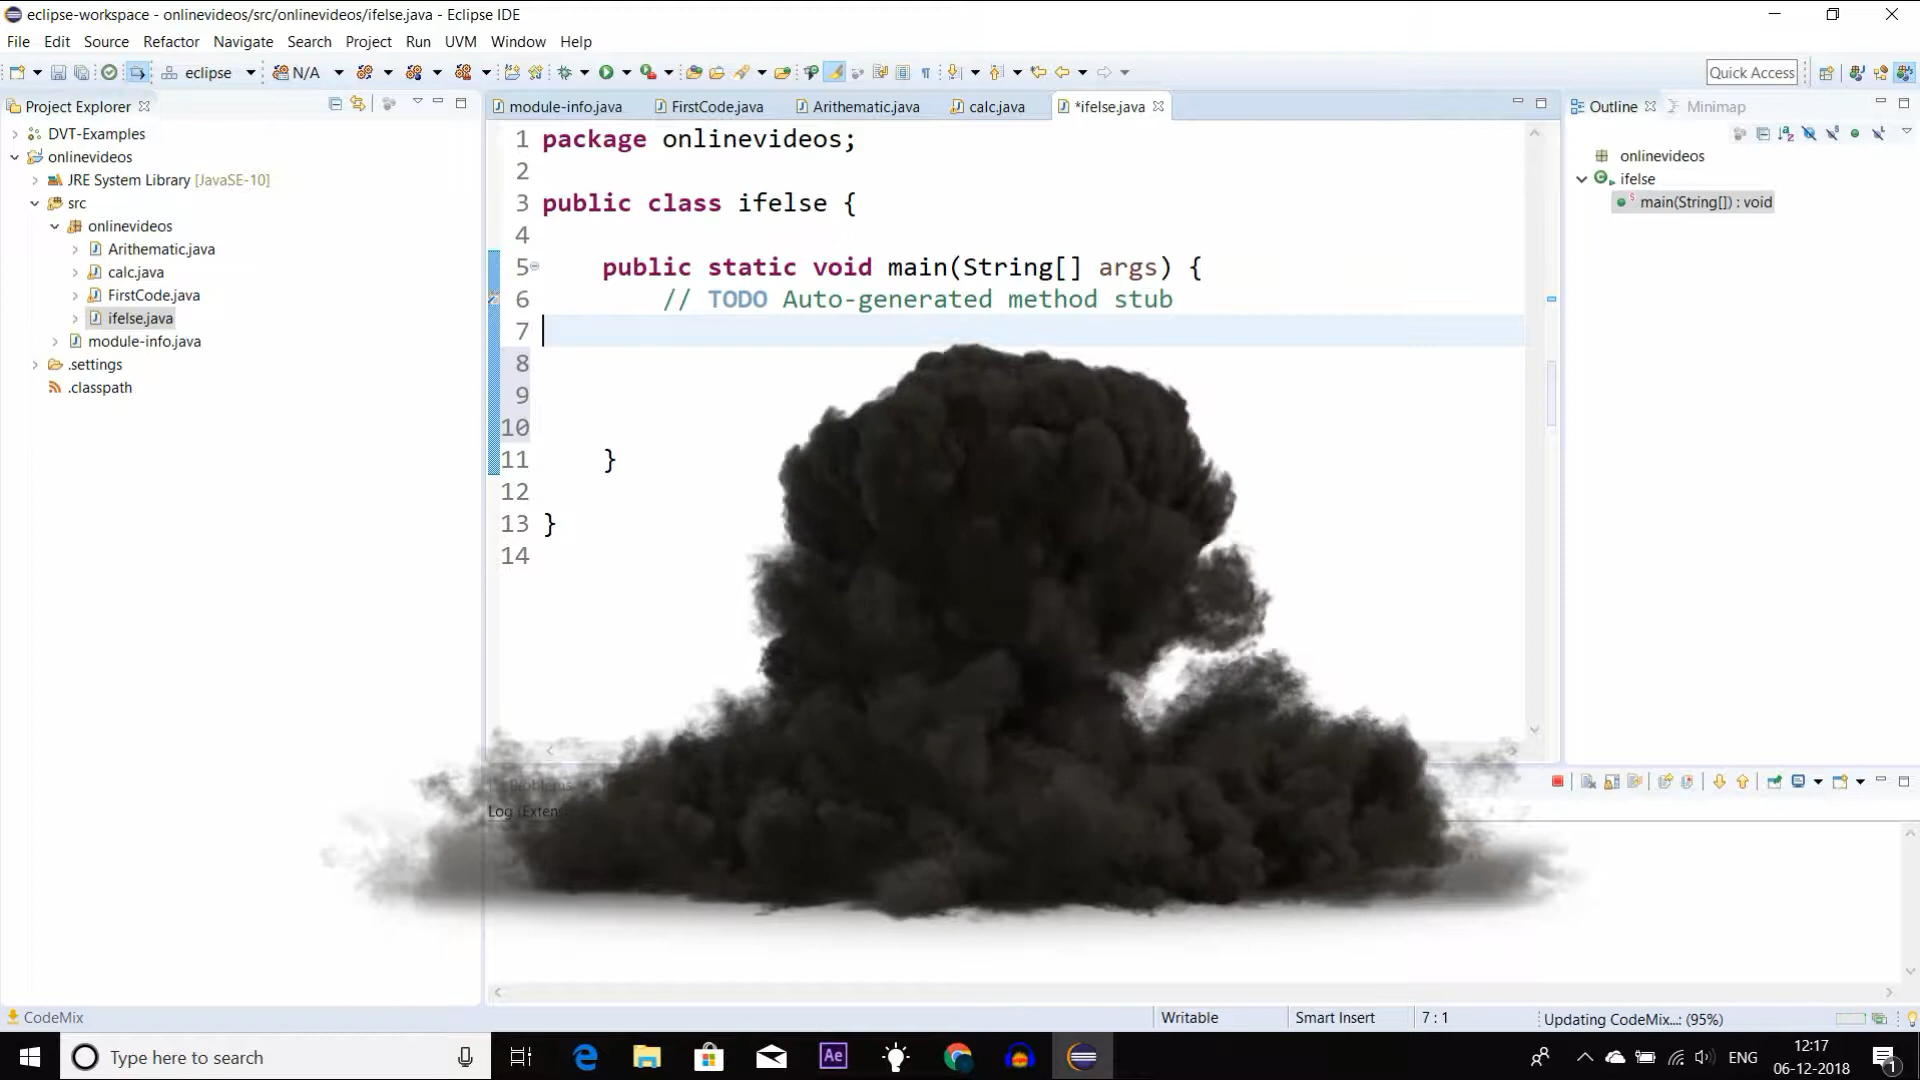 eclipse-workspace - onlinevideos/src/onlinevideos/ifelse.java - Eclipse IDE
File Edit Source Refactor Navigate Search Project Run UVM Window Help
eclipse N/A Quick Access
Project Explorer
DVT-Examples
onlinevideos
JRE System Library [JavaSE-10]
src
onlinevideos
Arithematic.java
calc.java
FirstCode.java
ifelse.java
module-info.java
.settings
.classpath
module-info.java FirstCode.java Arithematic.java calc.java *ifelse.java
1 package onlinevideos;
2
3 public class ifelse {
4
5 public static void main(String[] args) {
6 // TODO Auto-generated method stub
7
8
9
10
11 }
12
13 }
14
Outline Minimap
onlinevideos
ifelse
main(String[]) : void
Problems
Log (Exten
CodeMix Writable Smart Insert 7 : 1 Updating CodeMix...: (95%)
Type here to search Ae ENG 12:17
06-12-2018 1